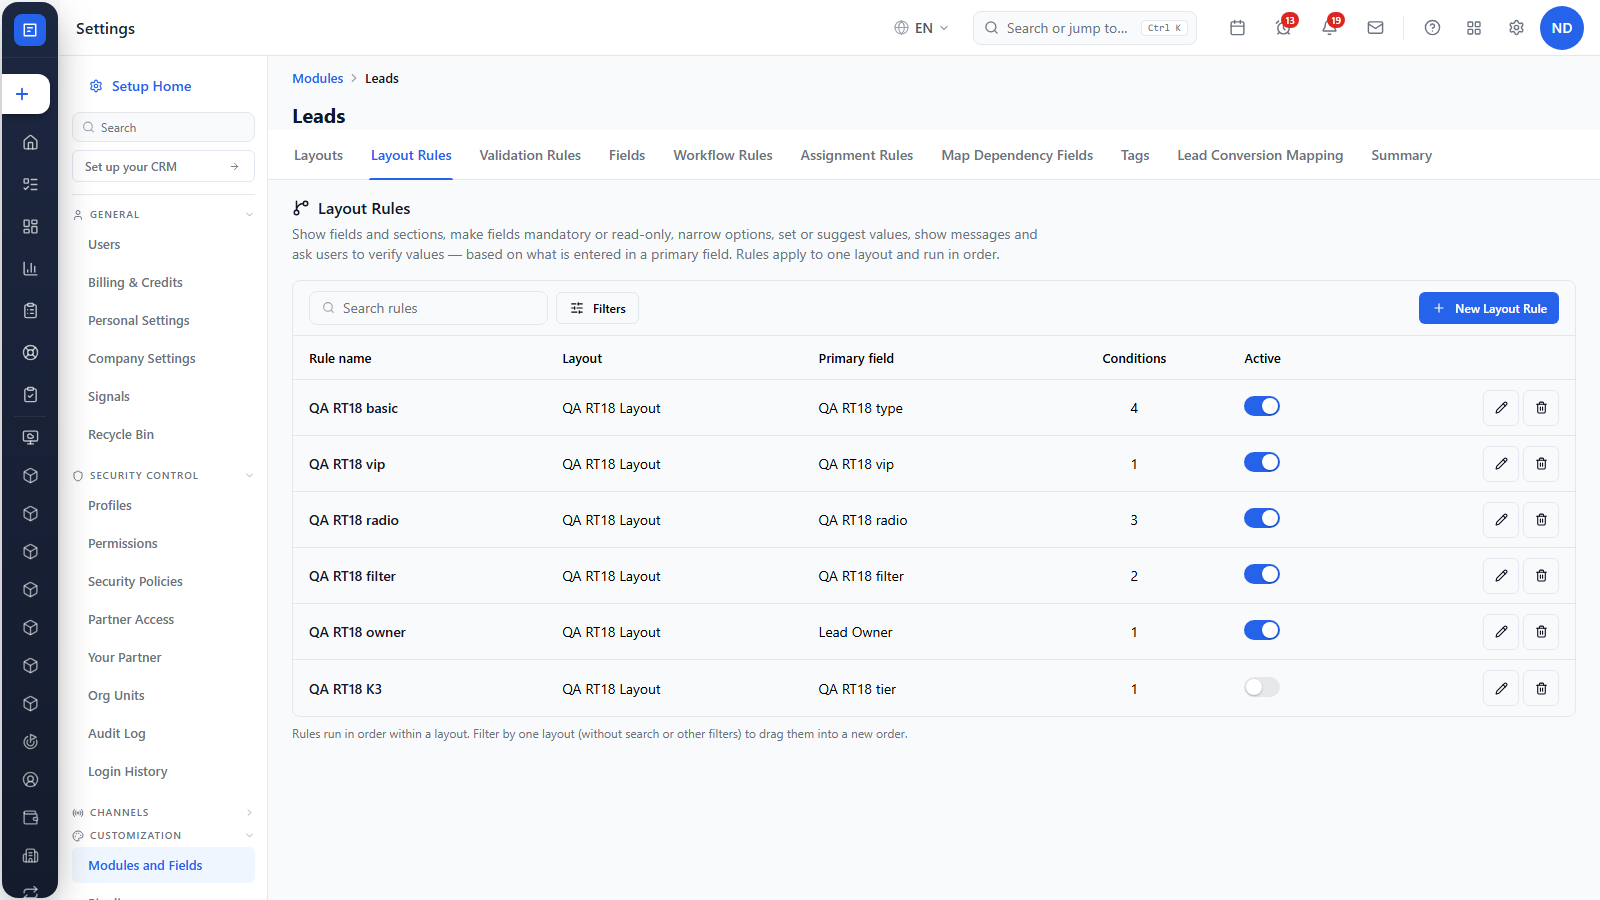 Settings
EN
Search or jump to...
Ctrl K
13
19
ND
Setup Home
Search
Set up your CRM
GENERAL
Users
Billing & Credits
Personal Settings
Company Settings
Signals
Recycle Bin
SECURITY CONTROL
Profiles
Permissions
Security Policies
Partner Access
Your Partner
Org Units
Audit Log
Login History
CHANNELS
CUSTOMIZATION
Modules and Fields
Modules > Leads
Leads
Layouts Layout Rules Validation Rules Fields Workflow Rules Assignment Rules Map Dependency Fields Tags Lead Conversion Mapping Summary
Layout Rules
Show fields and sections, make fields mandatory or read-only, narrow options, set or suggest values, show messages and
ask users to verify values — based on what is entered in a primary field. Rules apply to one layout and run in order.
Search rules
Filters
New Layout Rule
Rule name Layout Primary field Conditions Active
QA RT18 basic QA RT18 Layout QA RT18 type 4
QA RT18 vip QA RT18 Layout QA RT18 vip 1
QA RT18 radio QA RT18 Layout QA RT18 radio 3
QA RT18 filter QA RT18 Layout QA RT18 filter 2
QA RT18 owner QA RT18 Layout Lead Owner 1
QA RT18 K3 QA RT18 Layout QA RT18 tier 1
Rules run in order within a layout. Filter by one layout (without search or other filters) to drag them into a new order.